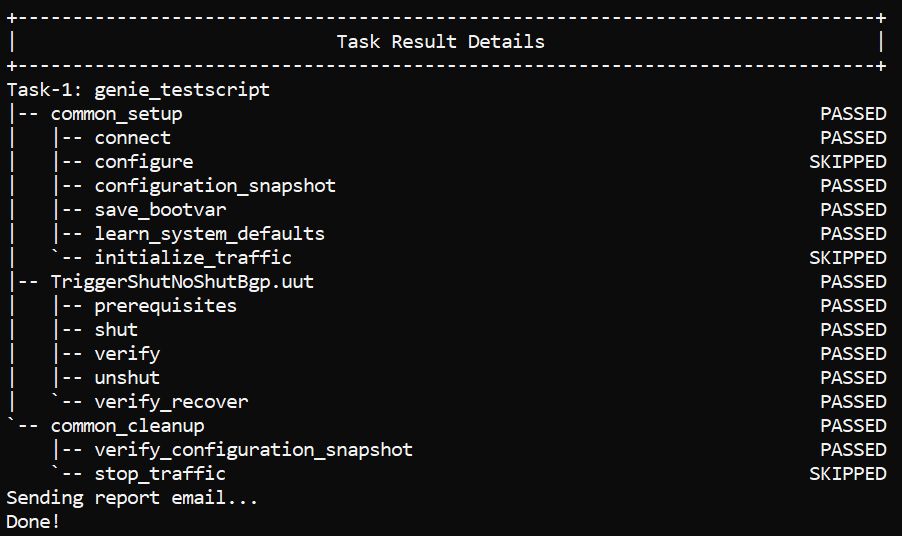 +------------------------------------------------------------------------------+
|                             Task Result Details                              |
+------------------------------------------------------------------------------+
Task-1: genie_testscript
|-- common_setup                                                          PASSED
|   |-- connect                                                           PASSED
|   |-- configure                                                        SKIPPED
|   |-- configuration_snapshot                                            PASSED
|   |-- save_bootvar                                                      PASSED
|   |-- learn_system_defaults                                             PASSED
|   `-- initialize_traffic                                               SKIPPED
|-- TriggerShutNoShutBgp.uut                                              PASSED
|   |-- prerequisites                                                     PASSED
|   |-- shut                                                              PASSED
|   |-- verify                                                            PASSED
|   |-- unshut                                                            PASSED
|   `-- verify_recover                                                    PASSED
`-- common_cleanup                                                        PASSED
    |-- verify_configuration_snapshot                                     PASSED
    `-- stop_traffic                                                     SKIPPED
Sending report email...
Done!